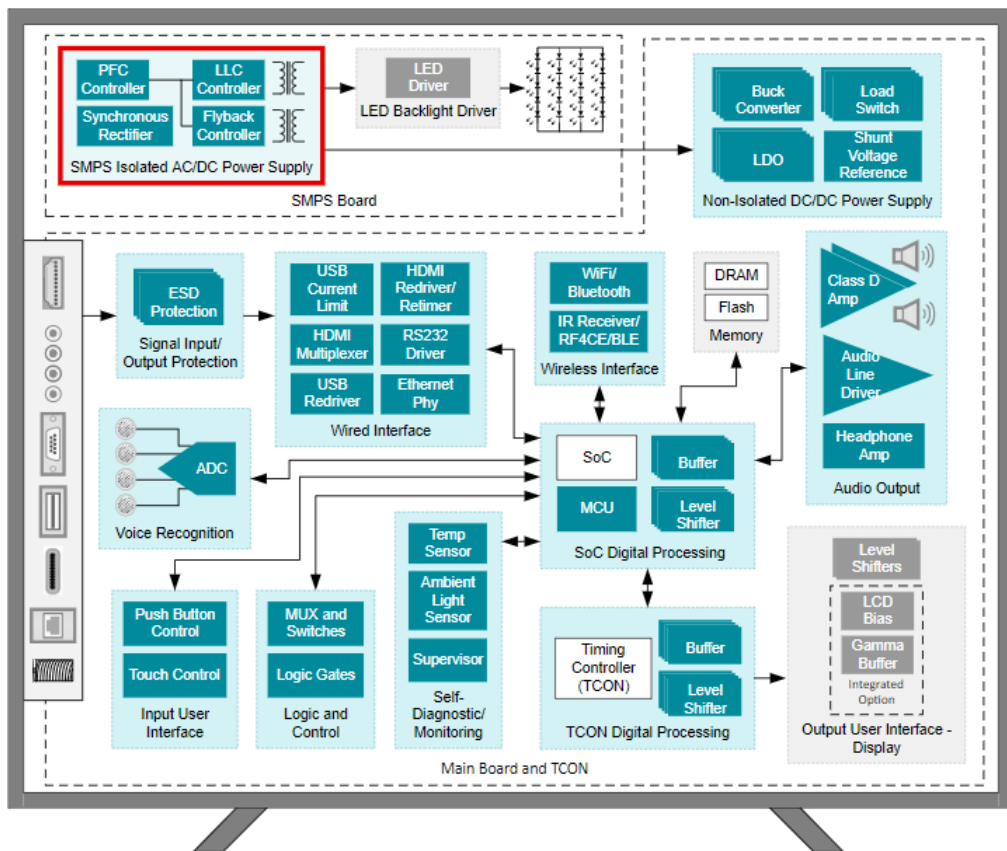 PFC
Controller
LLC
Controller
Synchronous
Rectifier
Flyback
Controller
SMPS Isolated AC/DC Power Supply
LED
Driver
LED Backlight Driver
SMPS Board
Buck
Converter
Load
Switch
LDO
Shunt
Voltage
Reference
Non-Isolated DC/DC Power Supply
ESD
Protection
Signal Input/
Output Protection
USB
Current
Limit
HDMI
Redriver/
Retimer
HDMI
Multiplexer
RS232
Driver
USB
Redriver
Ethernet
Phy
Wired Interface
WiFi/
Bluetooth
IR Receiver/
RF4CE/BLE
Wireless Interface
DRAM
Flash
Memory
Class D
Amp
Audio
Line
Driver
Headphone
Amp
Audio Output
ADC
Voice Recognition
SoC
Buffer
MCU
Level
Shifter
SoC Digital Processing
Push Button
Control
Touch Control
Input User
Interface
MUX and
Switches
Logic Gates
Logic and
Control
Temp
Sensor
Ambient
Light
Sensor
Supervisor
Self-
Diagnostic/
Monitoring
Timing
Controller
(TCON)
Buffer
Level
Shifter
TCON Digital Processing
Level
Shifters
LCD
Bias
Gamma
Buffer
Integrated
Option
Output User Interface -
Display
Main Board and TCON